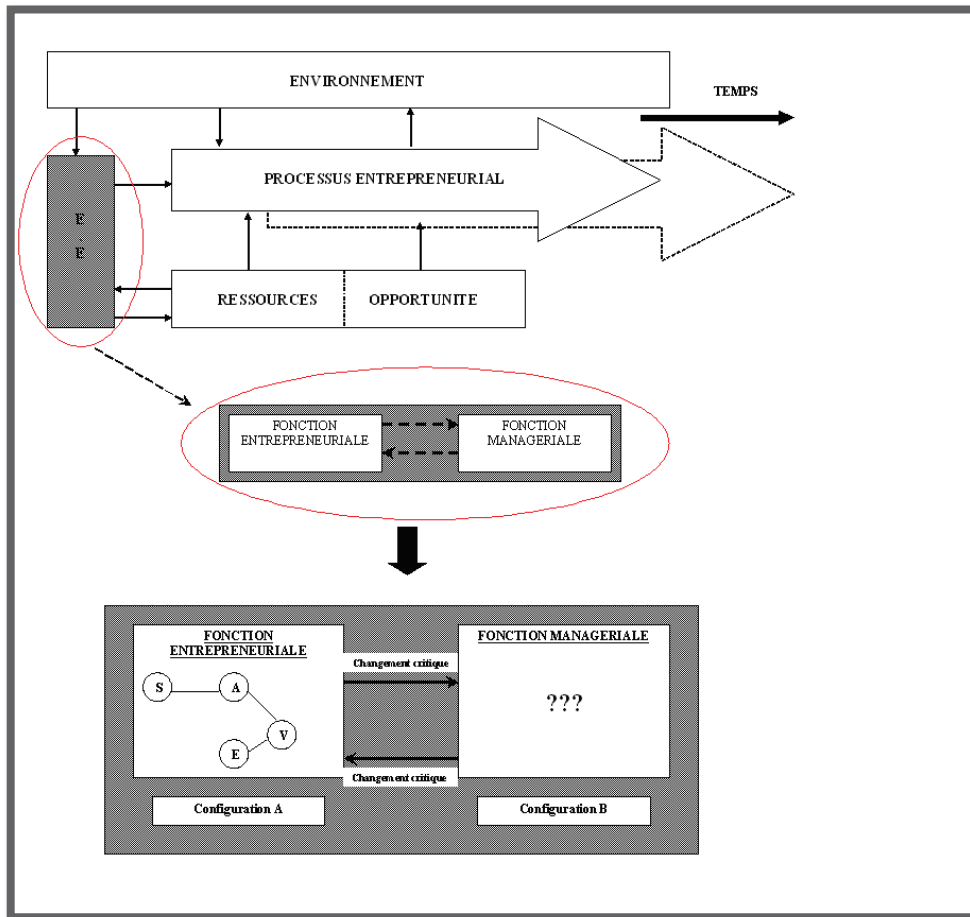 ENVIRONNEMENT
TEMPS
PROCESSUS ENTREPRENEURIAL
E
-
E
RESSOURCES
OPPORTUNITE
FONCTION
ENTREPRENEURIALE
FONCTION
MANAGERIALE
FONCTION
ENTREPRENEURIALE
S
A
V
E
Changement critique
Changement critique
FONCTION MANAGERIALE
???
Configuration A
Configuration B